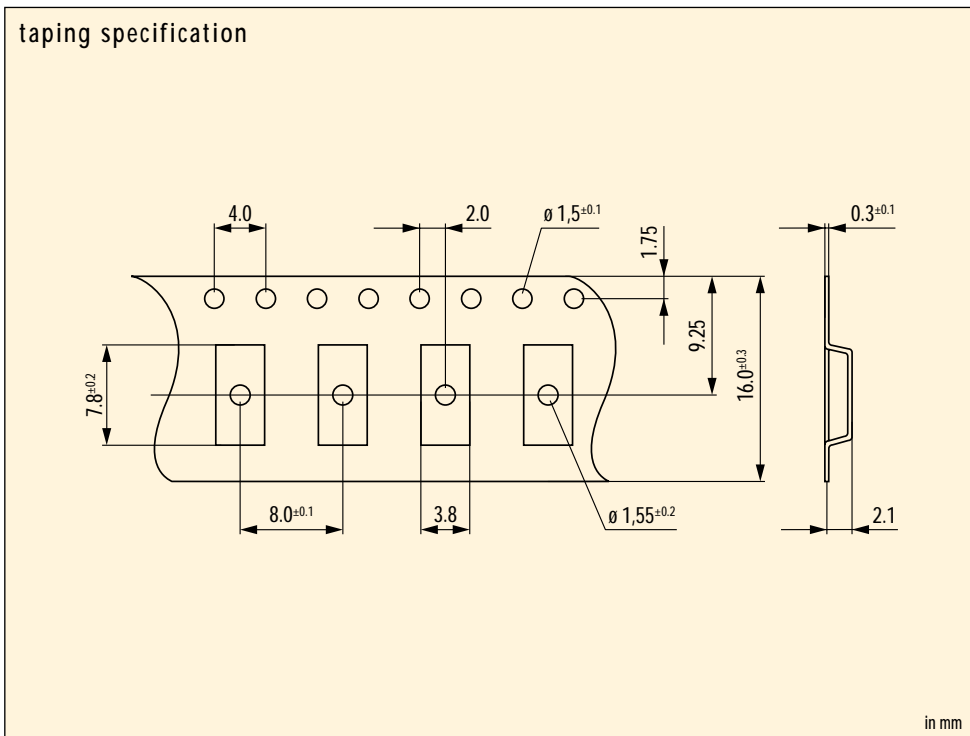 taping specification
4.0
2.0
ø 1,5±0.1
1.75
0.3±0.1
9.25
16.0±0.3
7.8±0.2
8.0±0.1
3.8
ø 1,55±0.2
2.1
in mm